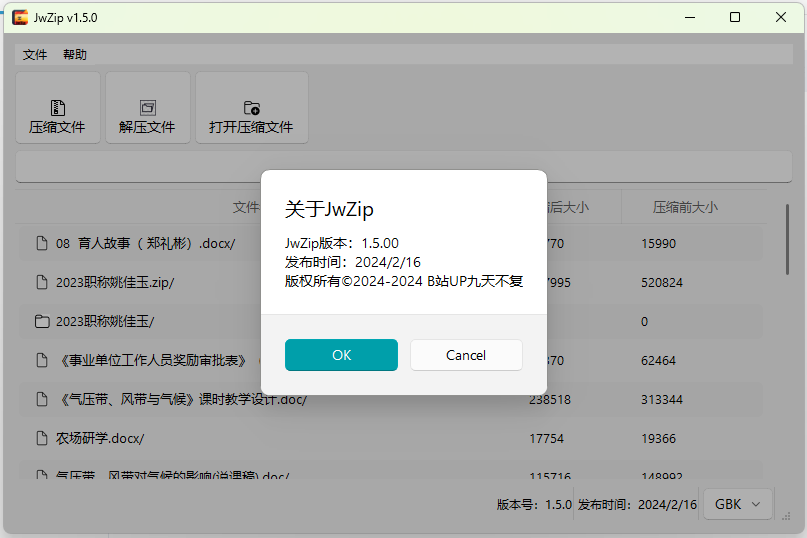 JwZip v1.5.0
文件 帮助
压缩文件 解压文件 打开压缩文件
文件 后大小 压缩前大小
08 育人故事（ 郑礼彬）.docx/ 770 15990
2023职称姚佳玉.zip/ 7995 520824
2023职称姚佳玉/ 0
《事业单位工作人员奖励审批表》 370 62464
《气压带、风带与气候》课时教学设计.doc/ 238518 313344
农场研学.docx/ 17754 19366
气压带、风带对气候的影响(说课稿).doc/ 115716 148992
关于JwZip
JwZip版本：1.5.00
发布时间：2024/2/16
版权所有©2024-2024 B站UP九天不复
OK Cancel
版本号：1.5.0 发布时间：2024/2/16 GBK